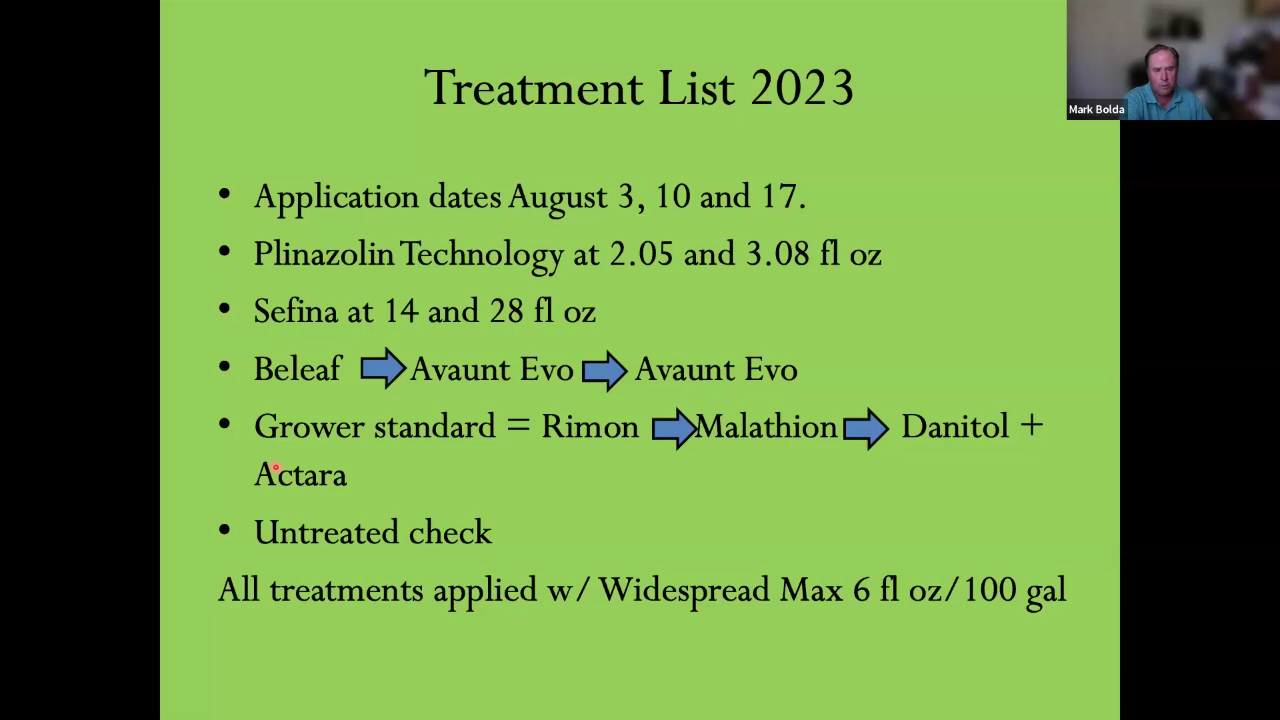 Treatment List 2023
Mark Bolda
• Application dates August 3, 10 and 17.
• Plinazolin Technology at 2.05 and 3.08 fl oz
• Sefina at 14 and 28 fl oz
• Beleaf Avaunt Evo Avaunt Evo
• Grower standard = Rimon Malathion Danitol +
Actara
• Untreated check
All treatments applied w/ Widespread Max 6 fl oz/100 gal